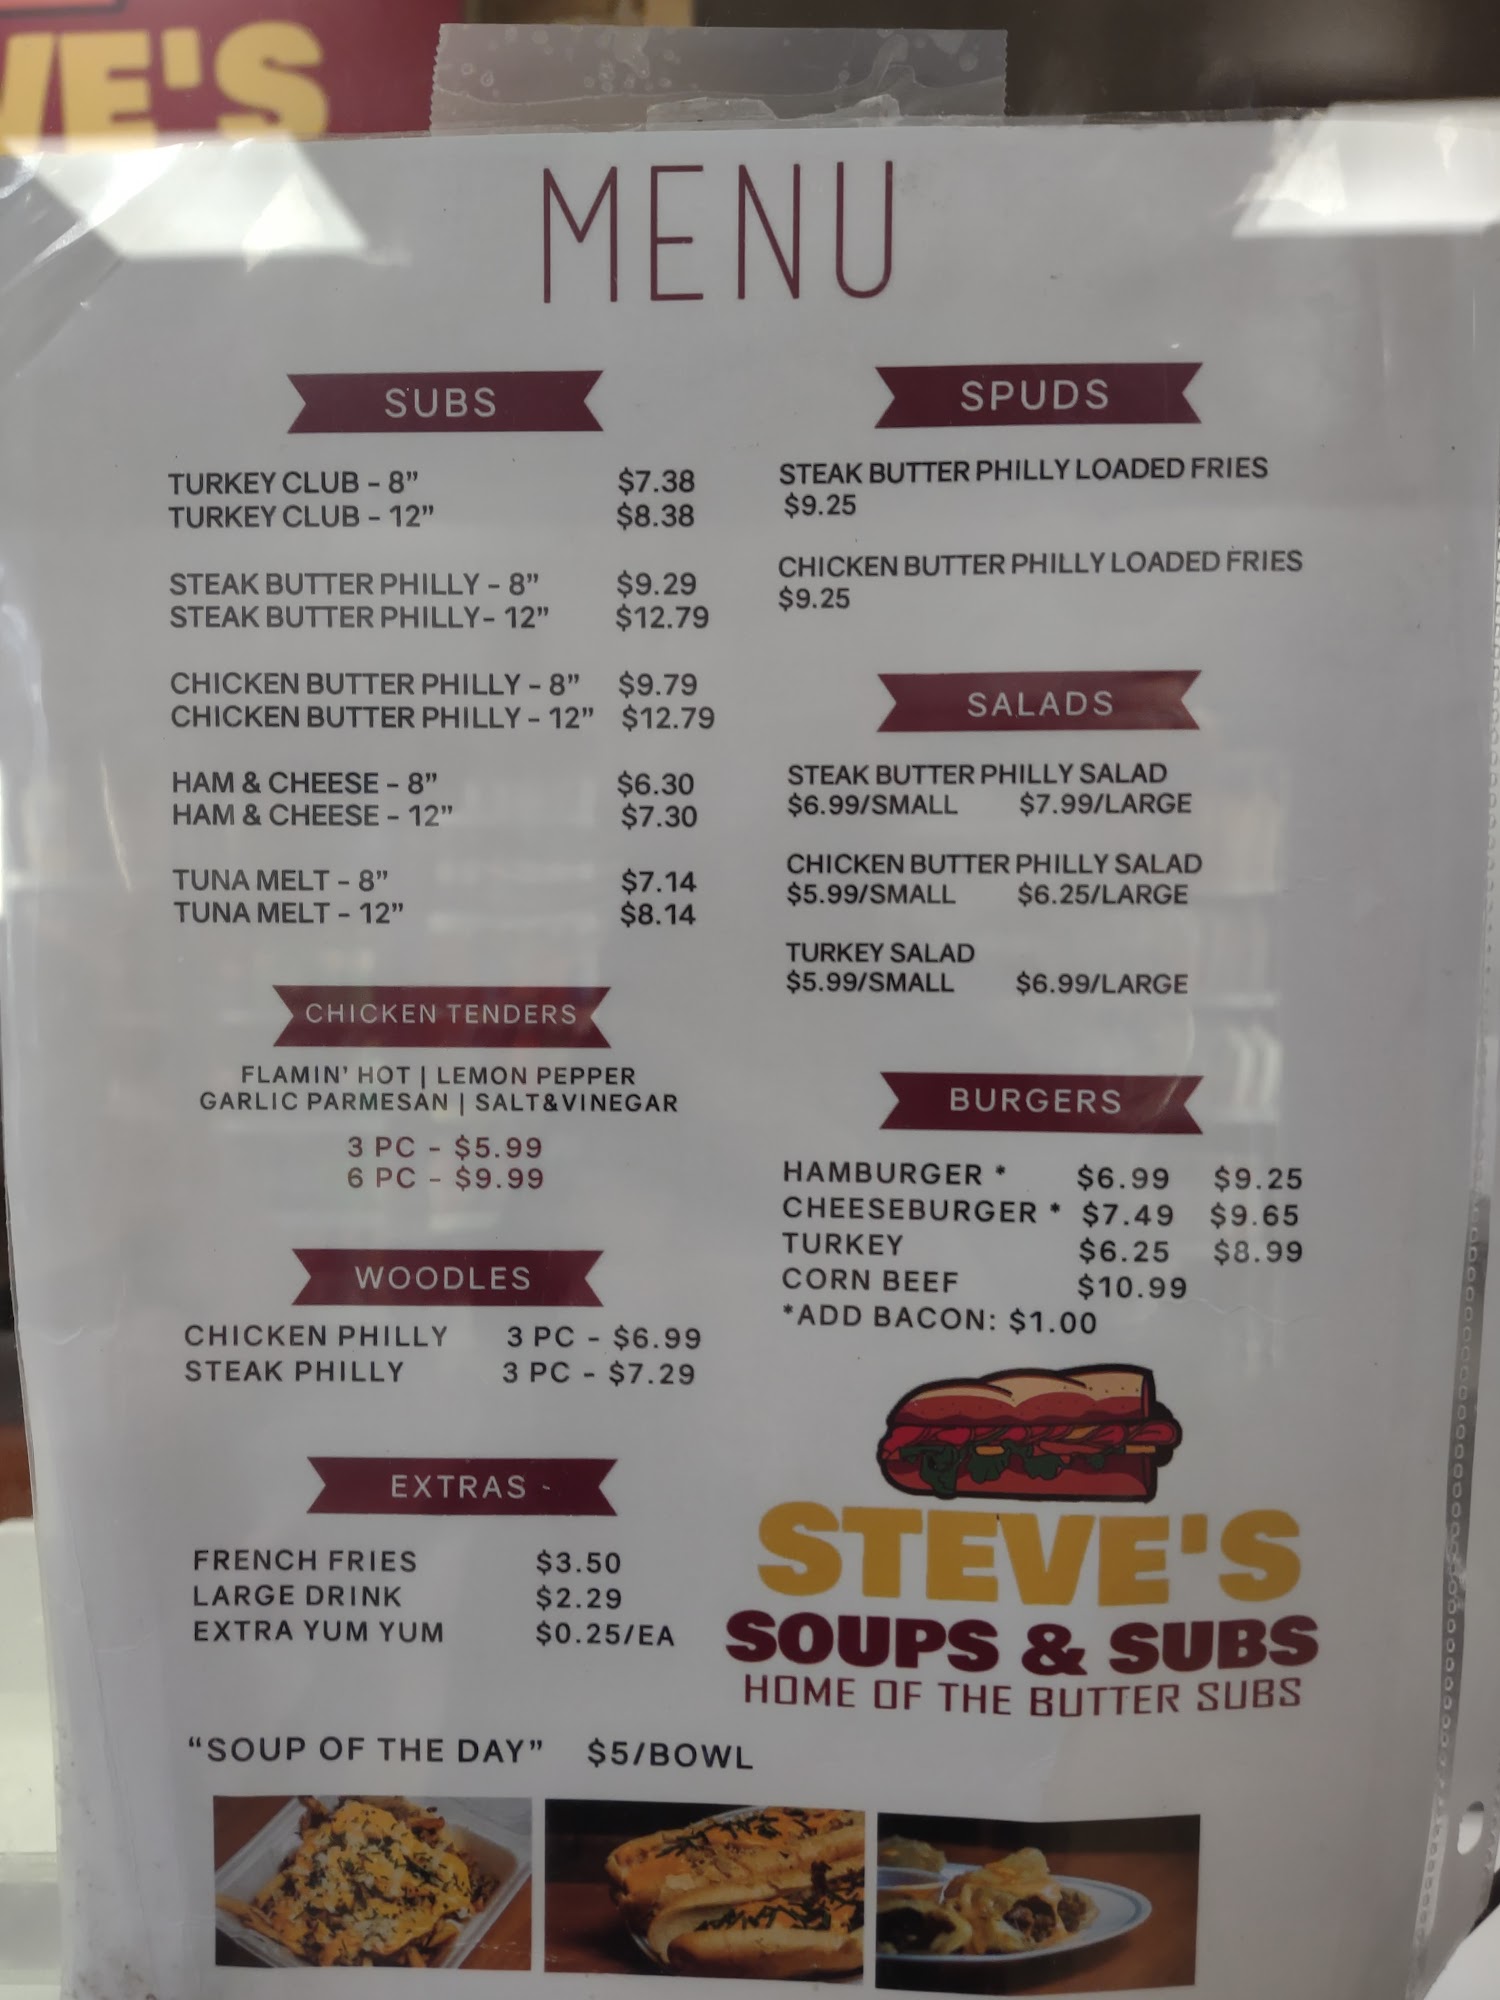 VE'S
MENU
SUBS
TURKEY CLUB – 8" $7.38
TURKEY CLUB – 12" $8.38
STEAK BUTTER PHILLY – 8" $9.29
STEAK BUTTER PHILLY– 12" $12.79
CHICKEN BUTTER PHILLY – 8" $9.79
CHICKEN BUTTER PHILLY – 12" $12.79
HAM & CHEESE – 8" $6.30
HAM & CHEESE – 12" $7.30
TUNA MELT – 8" $7.14
TUNA MELT – 12" $8.14
CHICKEN TENDERS
FLAMIN' HOT | LEMON PEPPER
GARLIC PARMESAN | SALT&VINEGAR
3 PC – $5.99
6 PC – $9.99
WOODLES
CHICKEN PHILLY 3 PC – $6.99
STEAK PHILLY 3 PC – $7.29
EXTRAS -
FRENCH FRIES $3.50
LARGE DRINK $2.29
EXTRA YUM YUM $0.25/EA
"SOUP OF THE DAY" $5/BOWL
SPUDS
STEAK BUTTER PHILLY LOADED FRIES
$9.25
CHICKEN BUTTER PHILLY LOADED FRIES
$9.25
SALADS
STEAK BUTTER PHILLY SALAD
$6.99/SMALL $7.99/LARGE
CHICKEN BUTTER PHILLY SALAD
$5.99/SMALL $6.25/LARGE
TURKEY SALAD
$5.99/SMALL $6.99/LARGE
BURGERS
HAMBURGER * $6.99 $9.25
CHEESEBURGER * $7.49 $9.65
TURKEY $6.25 $8.99
CORN BEEF $10.99
*ADD BACON: $1.00
STEVE'S
SOUPS & SUBS
HOME OF THE BUTTER SUBS